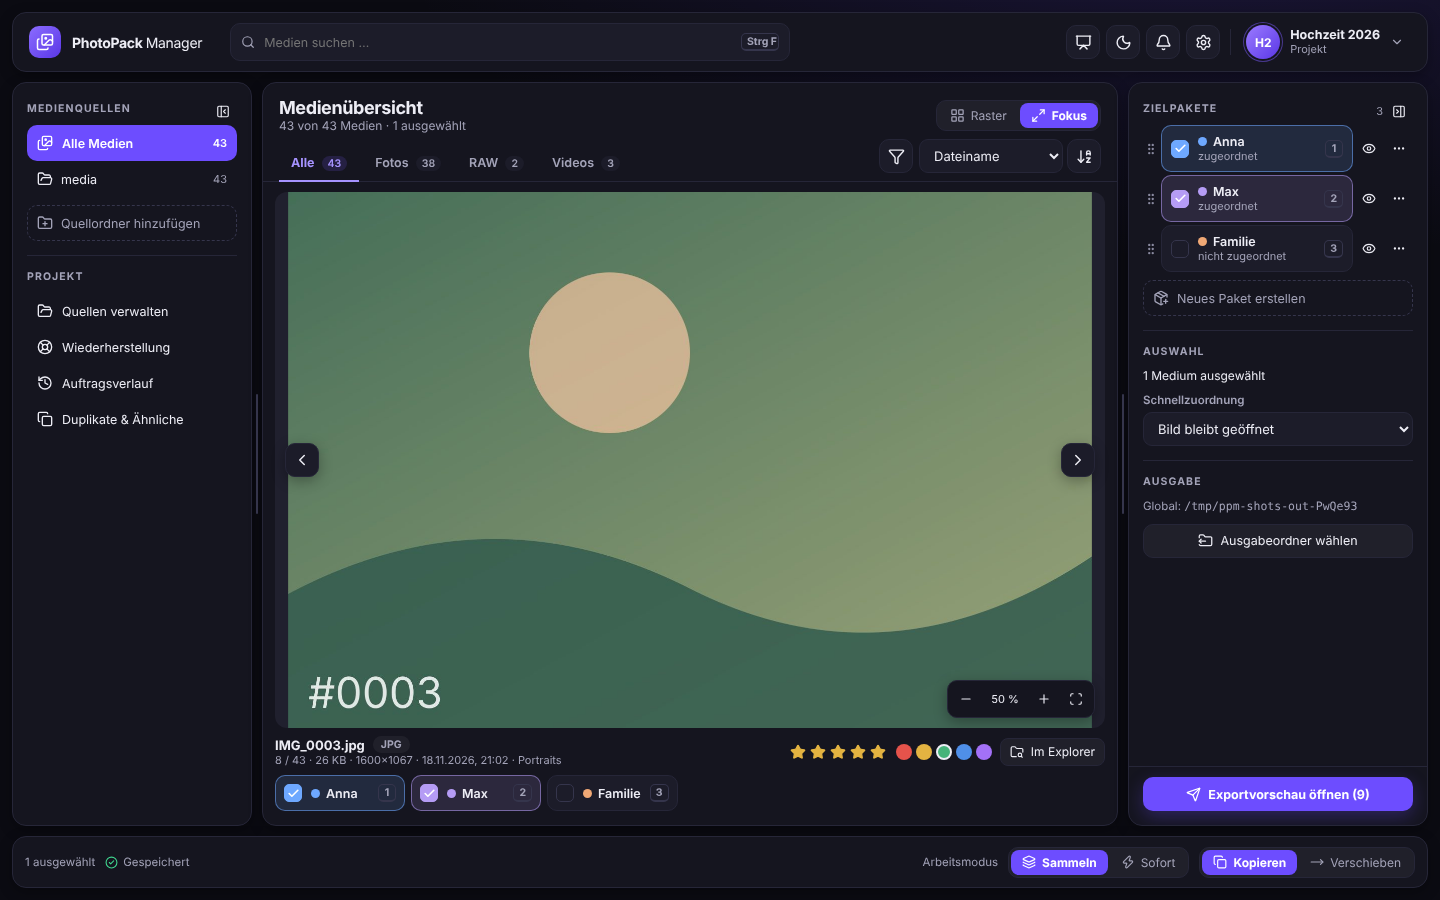 PhotoPack Manager
Medien suchen ...
Strg F
H2
Hochzeit 2026
Projekt
MEDIENQUELLEN
Alle Medien 43
media 43
Quellordner hinzufügen
PROJEKT
Quellen verwalten
Wiederherstellung
Auftragsverlauf
Duplikate & Ähnliche
Medienübersicht
43 von 43 Medien · 1 ausgewählt
Raster
Fokus
Alle 43
Fotos 38
RAW 2
Videos 3
Dateiname
#0003
50 %
IMG_0003.jpg JPG
8 / 43 · 26 KB · 1600×1067 · 18.11.2026, 21:02 · Portraits
Im Explorer
Anna 1
Max 2
Familie 3
ZIELPAKETE 3
Anna
zugeordnet
1
Max
zugeordnet
2
Familie
nicht zugeordnet
3
Neues Paket erstellen
AUSWAHL
1 Medium ausgewählt
Schnellzuordnung
Bild bleibt geöffnet
AUSGABE
Global: /tmp/ppm-shots-out-PwQe93
Ausgabeordner wählen
Exportvorschau öffnen (9)
1 ausgewählt
Gespeichert
Arbeitsmodus
Sammeln
Sofort
Kopieren
Verschieben